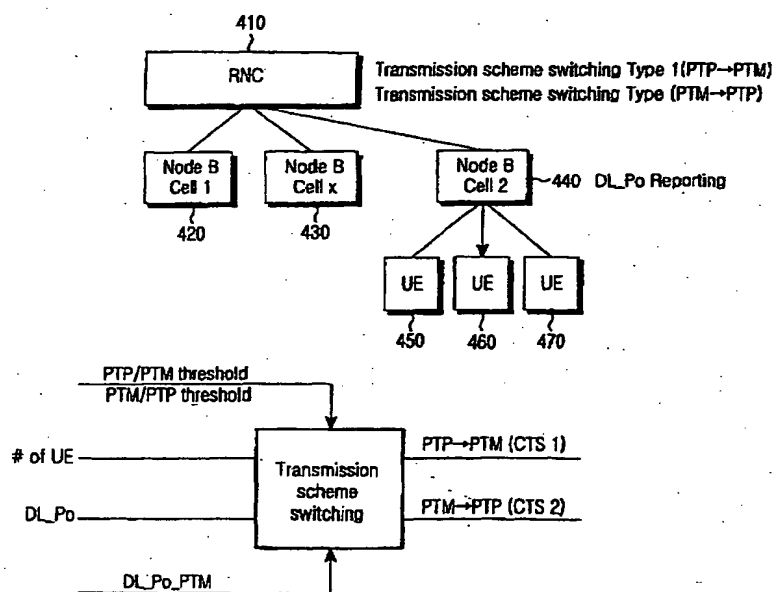 410
RNC
Transmission scheme switching Type 1(PTP→PTM)
Transmission scheme switching Type (PTM→PTP)
Node B
Cell 1
Node B
Cell x
Node B
Cell 2
440 DL_Po Reporting
420
430
UE
UE
UE
450
460
470
PTP/PTM threshold
PTM/PTP threshold
# of UE
DL_Po
Transmission
scheme
switching
PTP→PTM (CTS 1)
PTM→PTP (CTS 2)
DL_Po_PTM